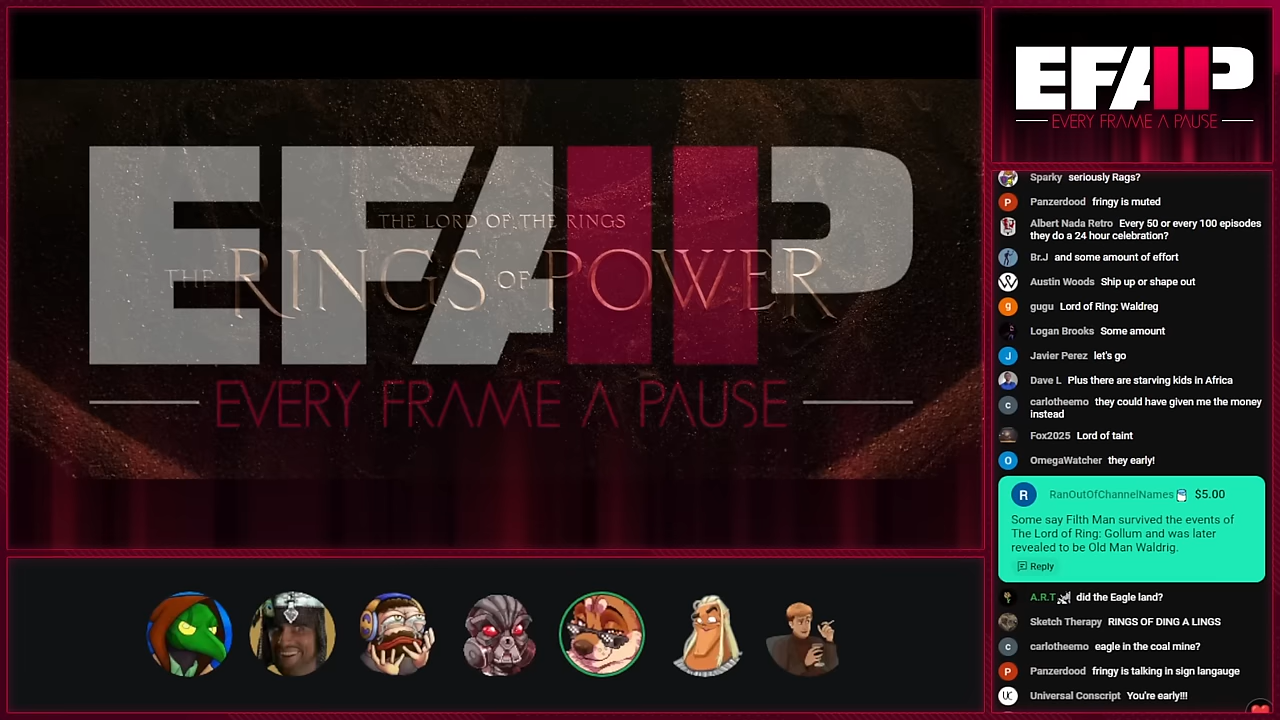 EFAP
THE LORD OF THE RINGS
THE RINGS OF POWER
EVERY FRAME A PAUSE
EFAP
EVERY FRAME A PAUSE
Sparky seriously Rags?
P Panzerdood fringy is muted
Albert Nada Retro Every 50 or every 100 episodes
they do a 24 hour celebration?
Br.J and some amount of effort
Austin Woods Ship up or shape out
g gugu Lord of Ring: Waldreg
Logan Brooks Some amount
J Javier Perez let's go
Dave L Plus there are starving kids in Africa
c carlotheemo they could have given me the money
instead
Fox2025 Lord of taint
O OmegaWatcher they early!
R RanOutOfChannelNames $5.00
Some say Filth Man survived the events of
The Lord of Ring: Gollum and was later
revealed to be Old Man Waldrig.
Reply
A.R.T did the Eagle land?
Sketch Therapy RINGS OF DING A LINGS
c carlotheemo eagle in the coal mine?
P Panzerdood fringy is talking in sign langauge
UC Universal Conscript You're early!!!